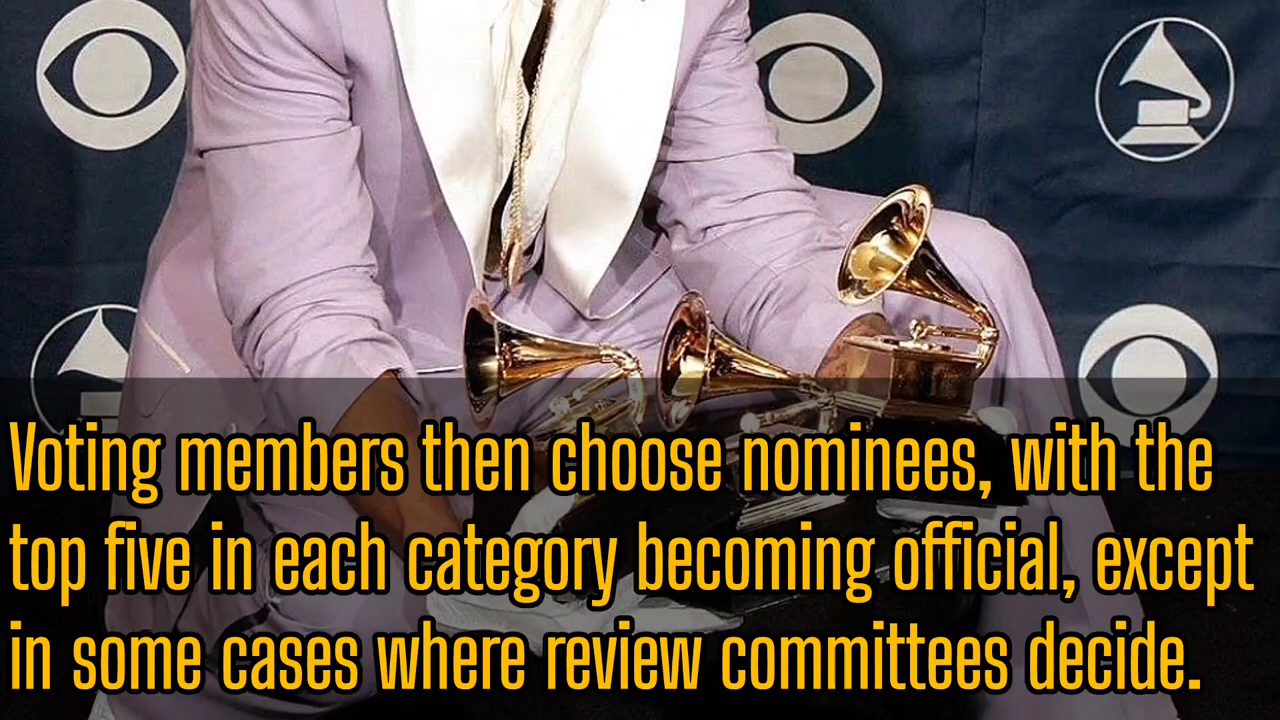 Voting members then choose nominees, with the
top five in each category becoming official, except
in some cases where review committees decide.